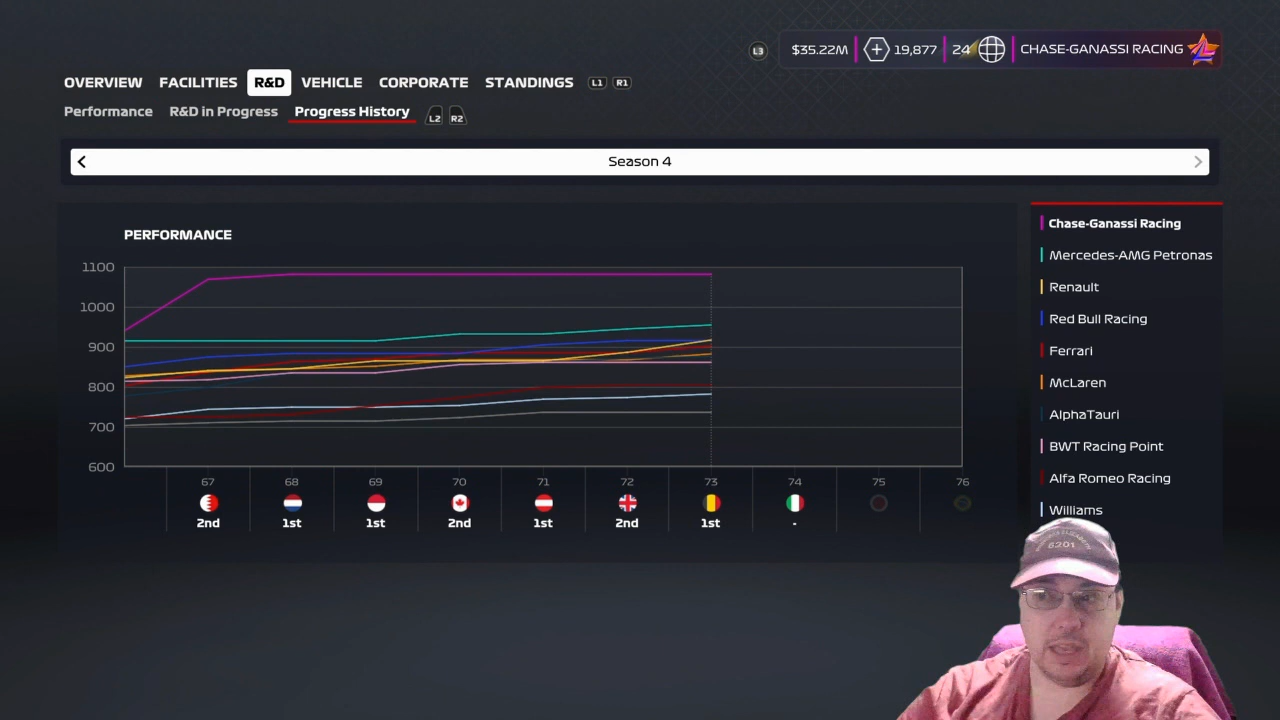 L3 $35.22M 19,877 24 CHASE-GANASSI RACING
OVERVIEW FACILITIES R&D VEHICLE CORPORATE STANDINGS L1 R1
Performance R&D in Progress Progress History L2 R2
Season 4
PERFORMANCE
1100
1000
900
800
700
600
67 68 69 70 71 72 73 74 75 76
2nd 1st 1st 2nd 1st 2nd 1st -
Chase-Ganassi Racing
Mercedes-AMG Petronas
Renault
Red Bull Racing
Ferrari
McLaren
AlphaTauri
BWT Racing Point
Alfa Romeo Racing
Williams
6201